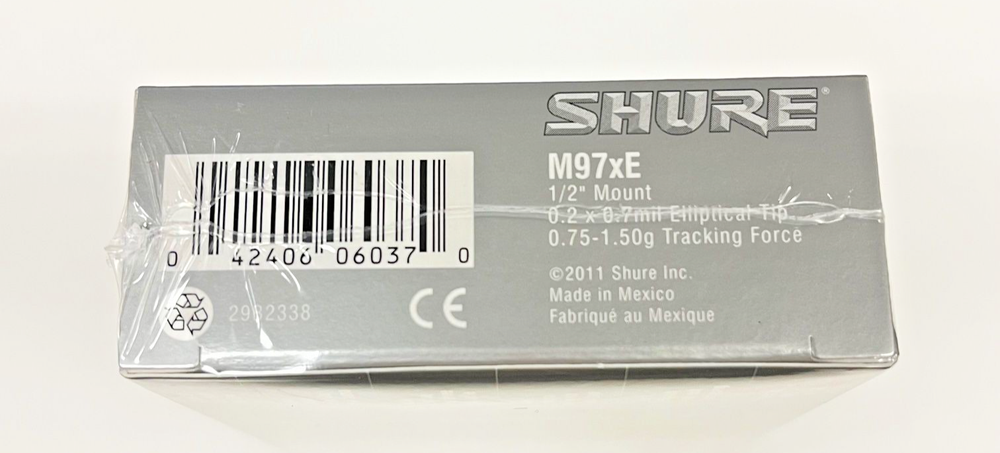 SHURE®
M97xE
1/2" Mount
0.2 x 0.7mil Elliptical Tip
0.75-1.50g Tracking Force
©2011 Shure Inc.
Made in Mexico
Fabriqué au Mexique
0 42406 06037 0
2982338
CE